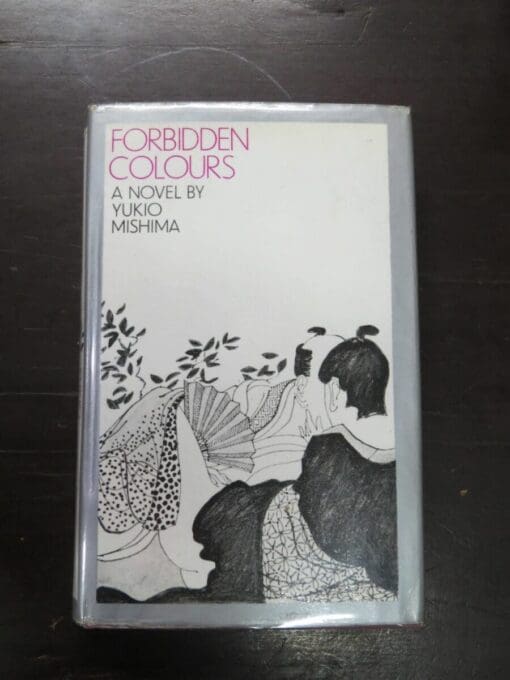 FORBIDDEN
COLOURS
A NOVEL BY
YUKIO
MISHIMA